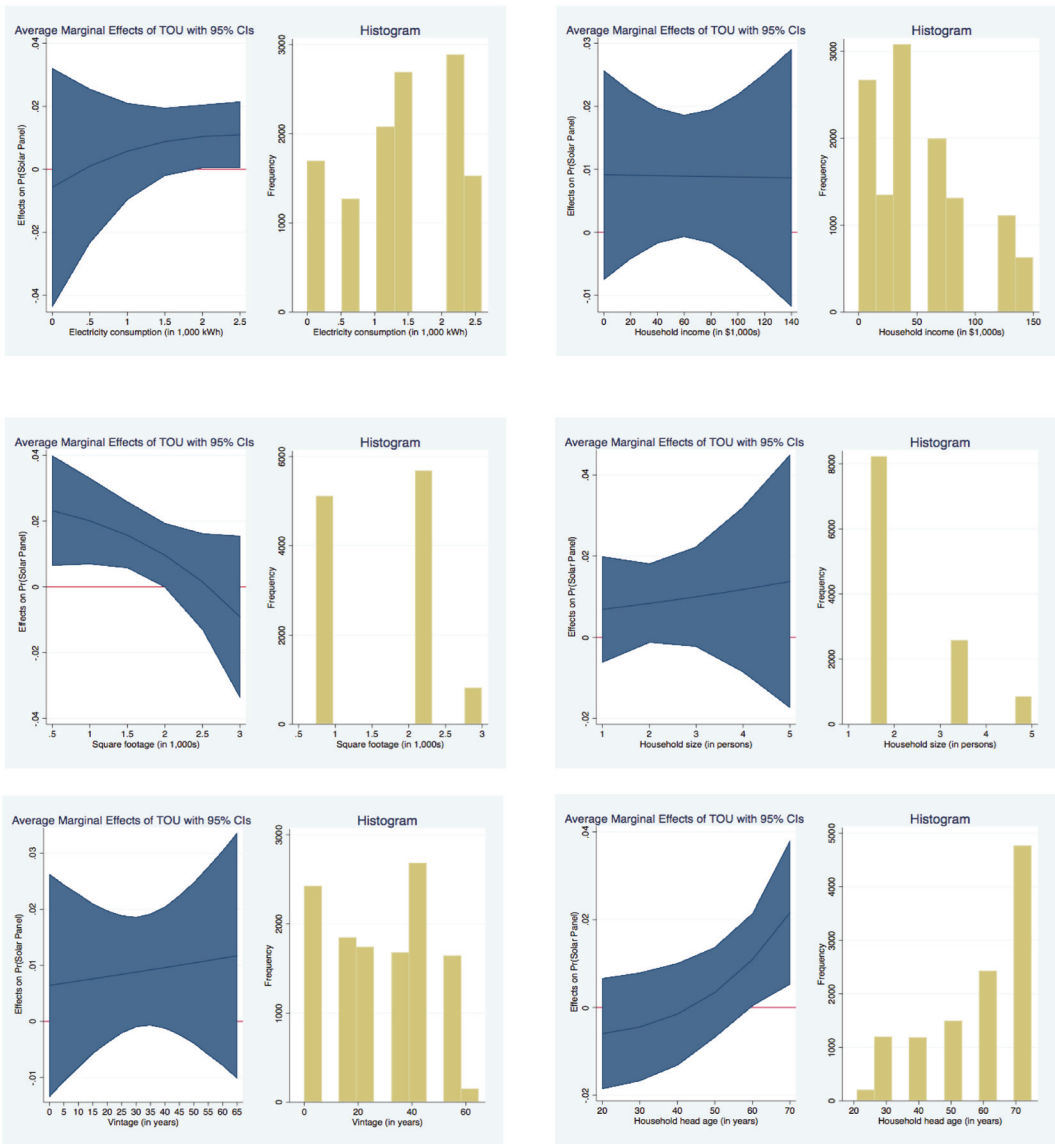 Average Marginal Effects of TOU with 95% CIs
Effects on Pr(Solar Panel)
.04
.02
0
-.02
-.04
0 .5 1 1.5 2 2.5
Electricity consumption (in 1,000 kWh)
Histogram
Frequency
3000
2000
1000
0
0 .5 1 1.5 2 2.5
Electricity consumption (in 1,000 kWh)
Average Marginal Effects of TOU with 95% CIs
Effects on Pr(Solar Panel)
.03
.02
.01
0
-.01
0 20 40 60 80 100 120 140
Household income (in $1,000s)
Histogram
Frequency
3000
2000
1000
0
0 50 100 150
Household income (in $1,000s)
Average Marginal Effects of TOU with 95% CIs
Effects on Pr(Solar Panel)
.04
.02
0
-.02
-.04
.5 1 1.5 2 2.5 3
Square footage (in 1,000s)
Histogram
Frequency
6000
4000
2000
0
.5 1 1.5 2 2.5 3
Square footage (in 1,000s)
Average Marginal Effects of TOU with 95% CIs
Effects on Pr(Solar Panel)
.04
.02
0
-.02
1 2 3 4 5
Household size (in persons)
Histogram
Frequency
8000
6000
4000
2000
0
1 2 3 4 5
Household size (in persons)
Average Marginal Effects of TOU with 95% CIs
Effects on Pr(Solar Panel)
.03
.02
.01
0
-.01
0 5 10 15 20 25 30 35 40 45 50 55 60 65
Vintage (in years)
Histogram
Frequency
3000
2000
1000
0
0 20 40 60
Vintage (in years)
Average Marginal Effects of TOU with 95% CIs
Effects on Pr(Solar Panel)
.04
.02
0
-.02
20 30 40 50 60 70
Household head age (in years)
Histogram
Frequency
5000
4000
3000
2000
1000
0
20 30 40 50 60 70
Household head age (in years)